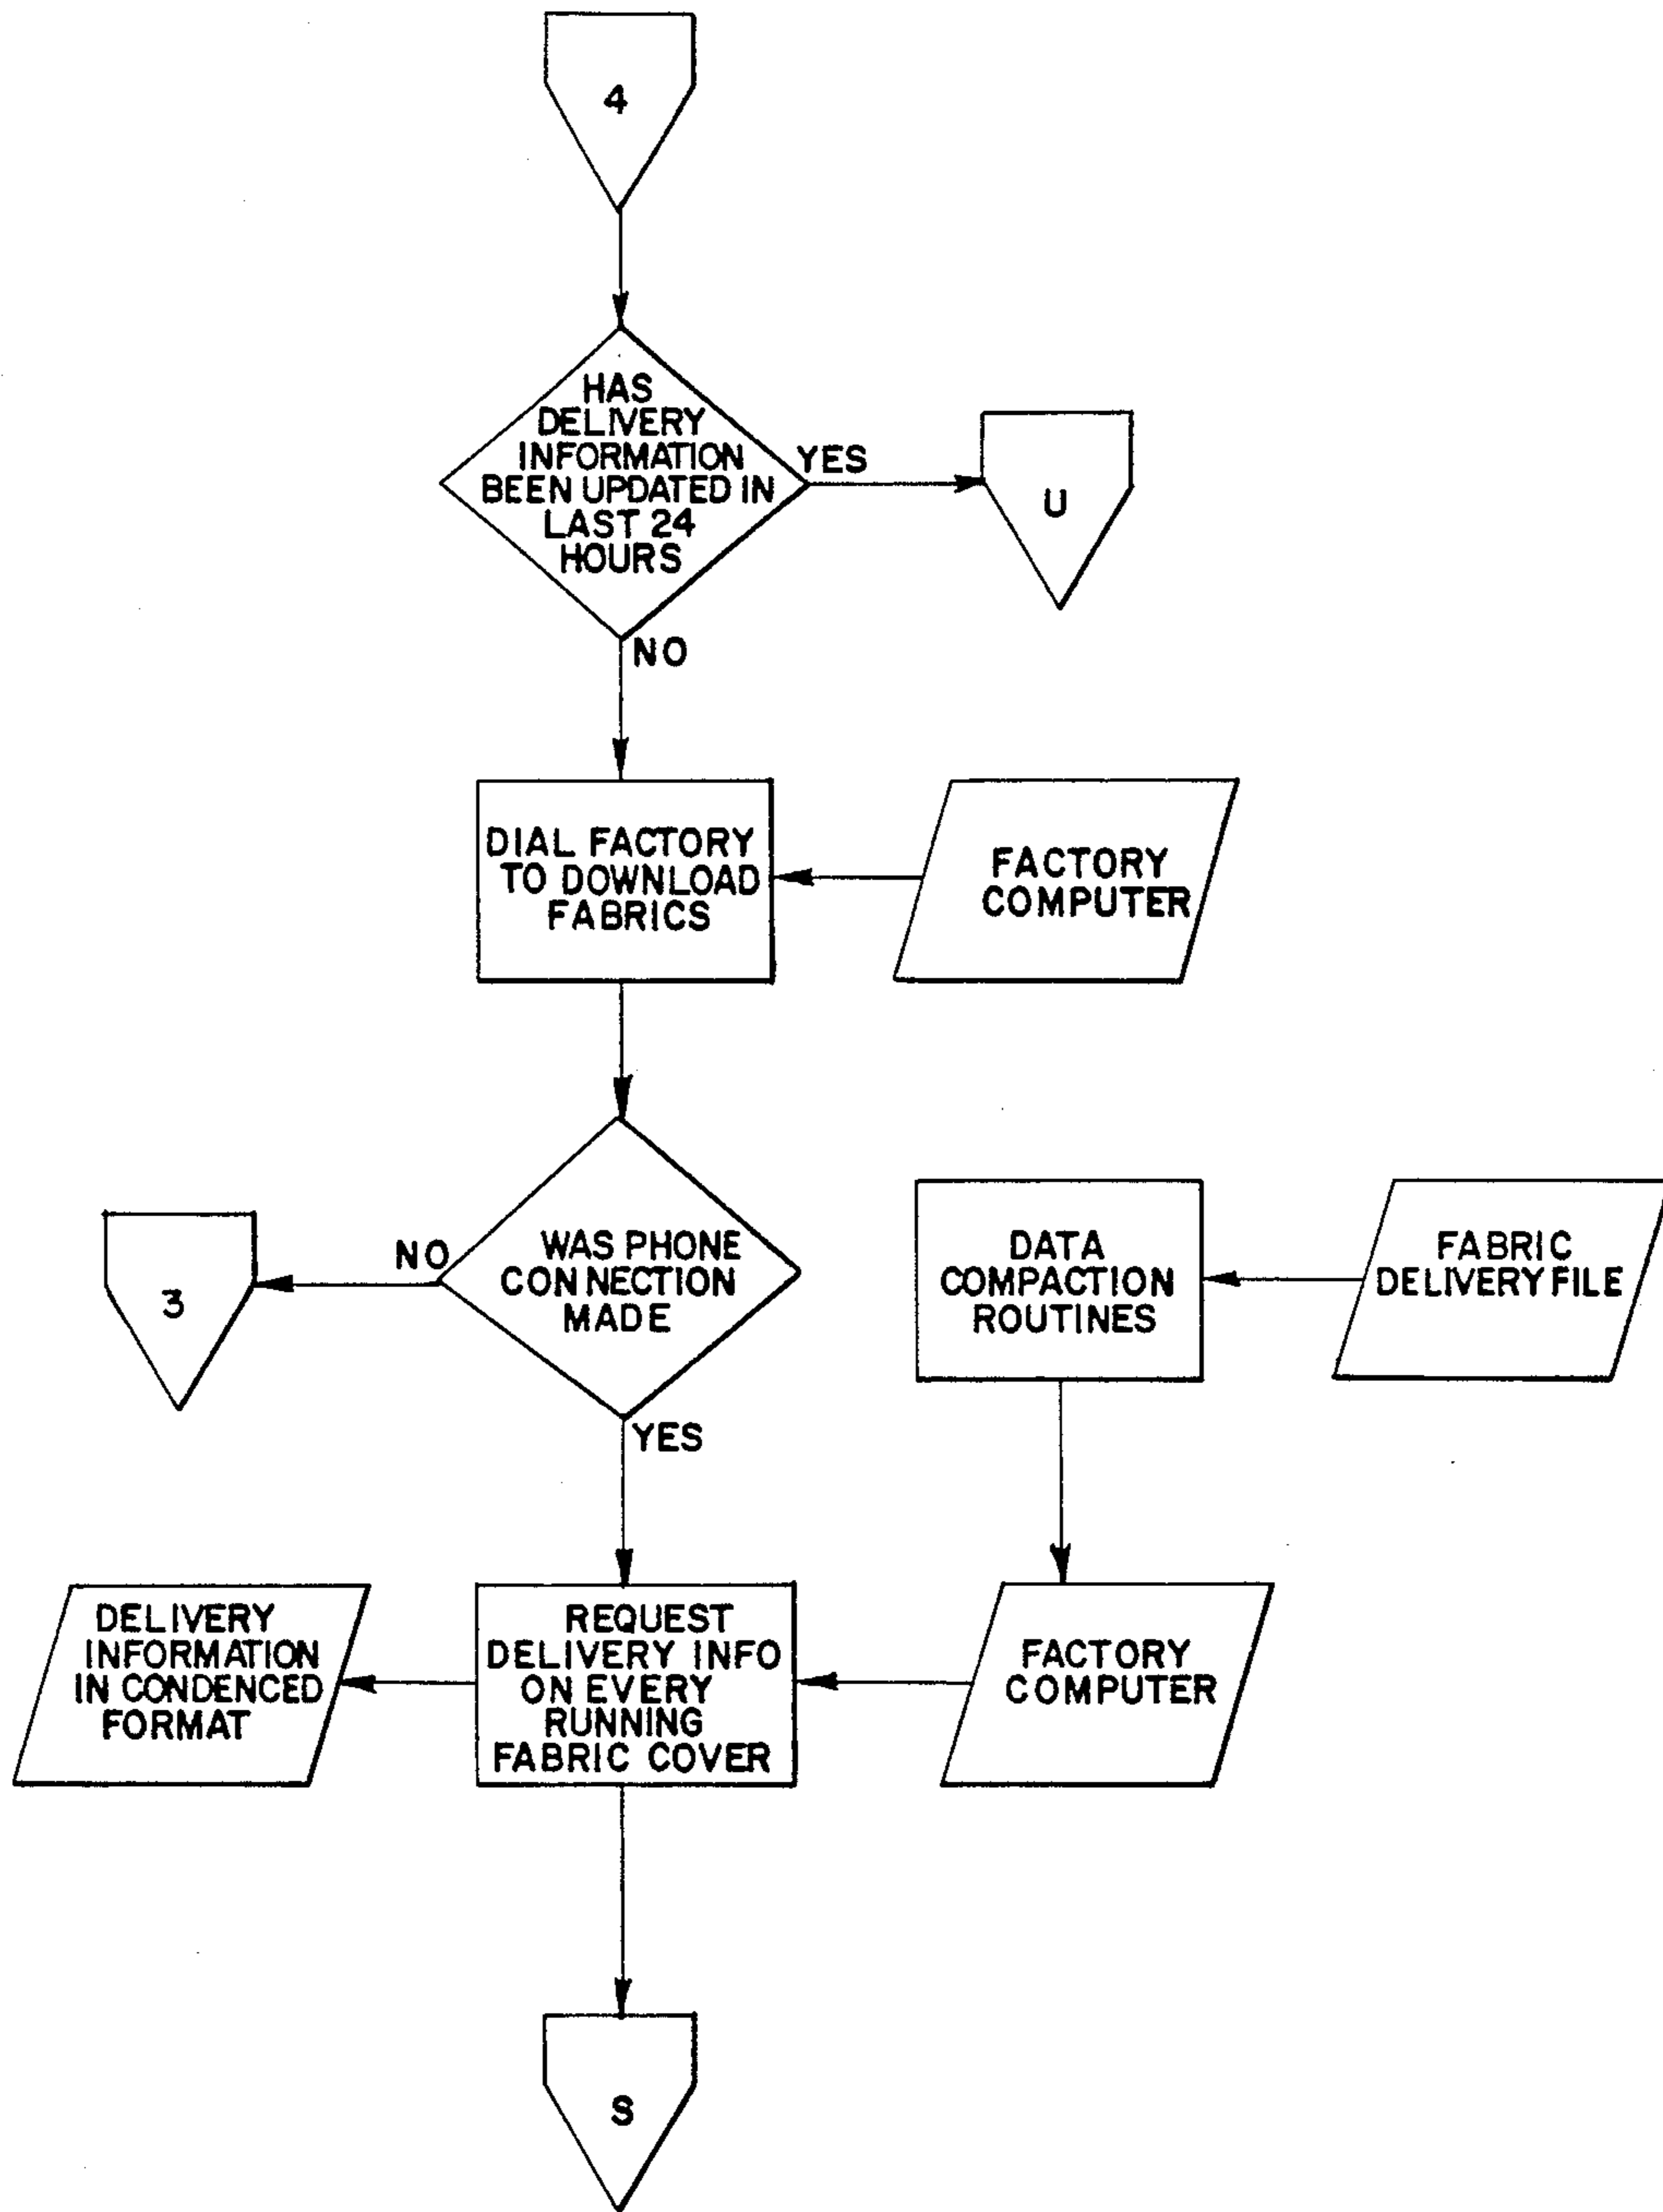 4
HAS
DELIVERY
INFORMATION
BEEN UPDATED IN
LAST 24
HOURS
YES
U
NO
DIAL FACTORY
TO DOWNLOAD
FABRICS
FACTORY
COMPUTER
NO
3
WAS PHONE
CONNECTION
MADE
YES
DATA
COMPACTION
ROUTINES
FABRIC
DELIVERY FILE
DELIVERY
INFORMATION
IN CONDENCED
FORMAT
REQUEST
DELIVERY INFO
ON EVERY
RUNNING
FABRIC COVER
FACTORY
COMPUTER
S